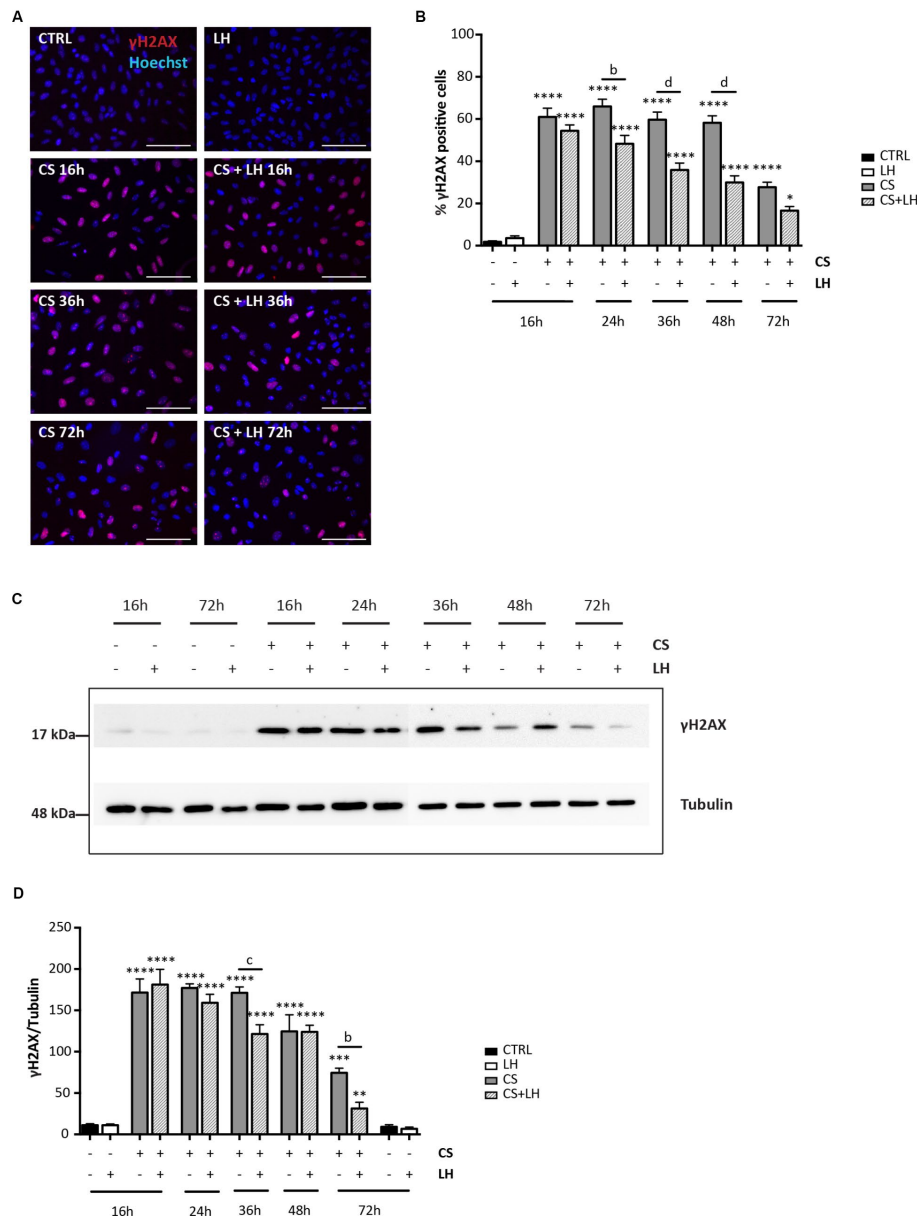 A
CTRL
γH2AX
Hoechst
LH
CS 16h
CS + LH 16h
CS 36h
CS + LH 36h
CS 72h
CS + LH 72h
B
% γH2AX positive cells
100
80
60
40
20
0
**** **** **** b **** **** d **** **** d **** **** *
- - + + + + + + + + + + CS
- + - + - + - + - + - + LH
16h 24h 36h 48h 72h
CTRL
LH
CS
CS+LH
C
16h 72h 16h 24h 36h 48h 72h
- - - - + + + + + + + + + + CS
- + - + - + - + - + - + - + LH
17 kDa
γH2AX
48 kDa
Tubulin
D
γH2AX/Tubulin
250
200
150
100
50
0
**** **** **** **** **** c **** **** **** *** b **
- - + + + + + + + + + + - - CS
- + - + - + - + - + - + - + LH
16h 24h 36h 48h 72h
CTRL
LH
CS
CS+LH